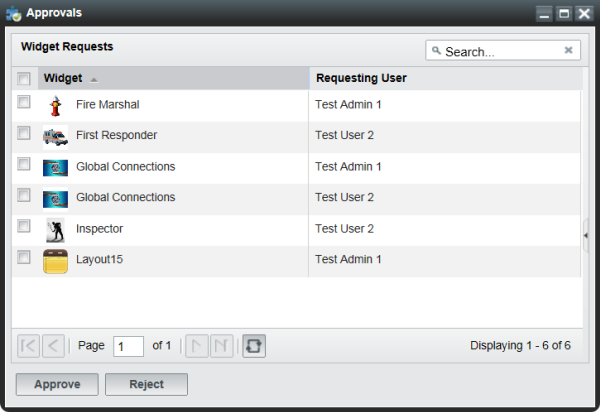 Approvals
Widget Requests
Search...
Widget Requesting User
Fire Marshal Test Admin 1
First Responder Test User 2
Global Connections Test Admin 1
Global Connections Test User 2
Inspector Test User 2
Layout15 Test Admin 1
Page 1 of 1 Displaying 1 - 6 of 6
Approve Reject